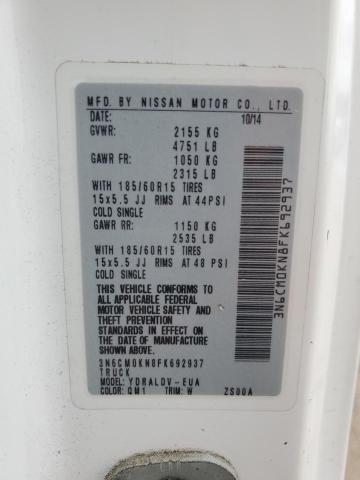 MFD. BY NISSAN MOTOR CO., LTD.
DATE: 10/14
GVWR: 2155 KG
4751 LB
GAWR FR: 1050 KG
2315 LB
WITH 185/60R15 TIRES
15x5.5 JJ RIMS AT 44PSI
COLD SINGLE
GAWR RR: 1150 KG
2535 LB
WITH 185/60R15 TIRES
15x5.5 JJ RIMS AT 48 PSI
COLD SINGLE
THIS VEHICLE CONFORMS TO
ALL APPLICABLE FEDERAL
MOTOR VEHICLE SAFETY AND
THEFT PREVENTION
STANDARDS IN EFFECT ON
THE DATE OF MANUFACTURE
SHOWN ABOVE.
3N6CM0KN8FK692937
TRUCK
MODEL: YDRALDV-EUA
COLOR: QM1 TRIM: W ZS00A
3N6CM0KN8FK692937